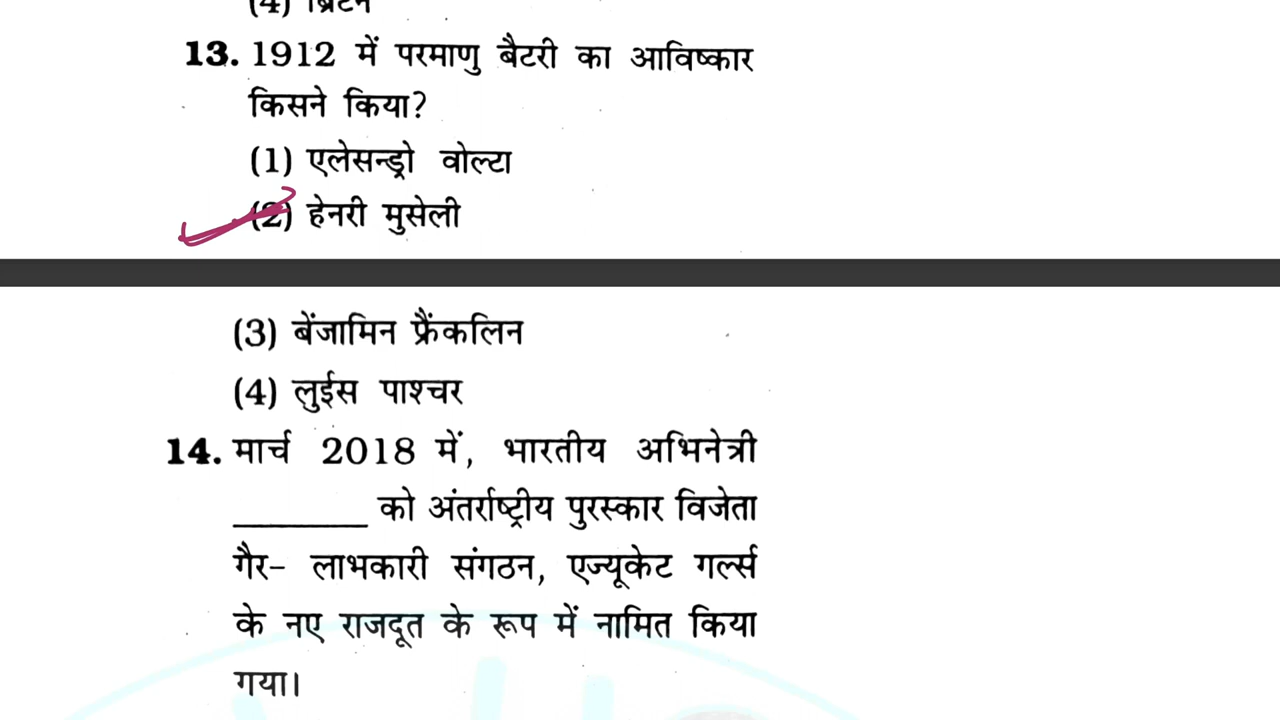 (4) ब्रिटेन
13. 1912 में परमाणु बैटरी का आविष्कार
किसने किया?
(1) एलेसन्ड्रो वोल्टा
(2) हेनरी मुसेली
(3) बेंजामिन फ्रैंकलिन
(4) लुईस पाश्चर
14. मार्च 2018 में, भारतीय अभिनेत्री
________ को अंतर्राष्ट्रीय पुरस्कार विजेता
गैर- लाभकारी संगठन, एज्यूकेट गर्ल्स
के नए राजदूत के रूप में नामित किया
गया।